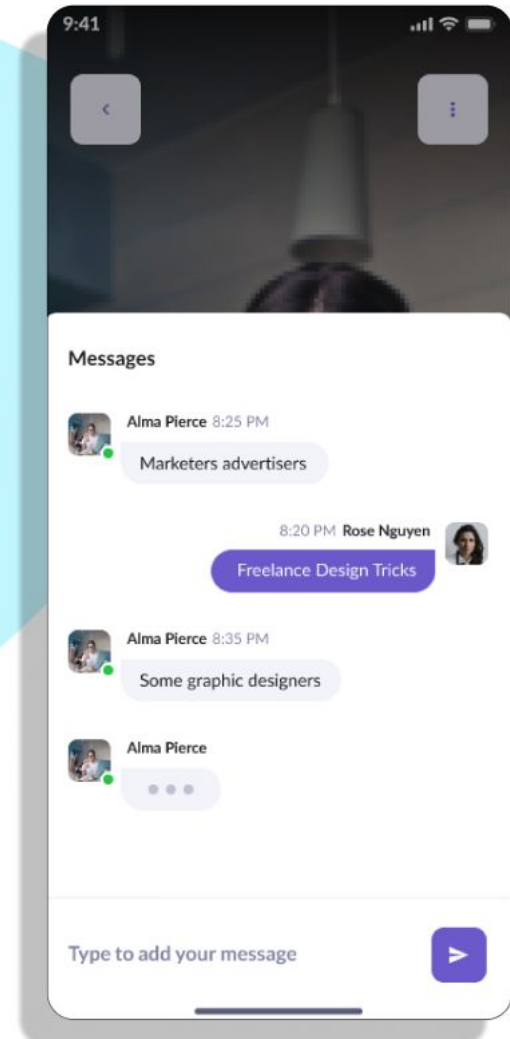 9:41
Messages
Alma Pierce 8:25 PM
Marketers advertisers
8:20 PM Rose Nguyen
Freelance Design Tricks
Alma Pierce 8:35 PM
Some graphic designers
Alma Pierce
Type to add your message